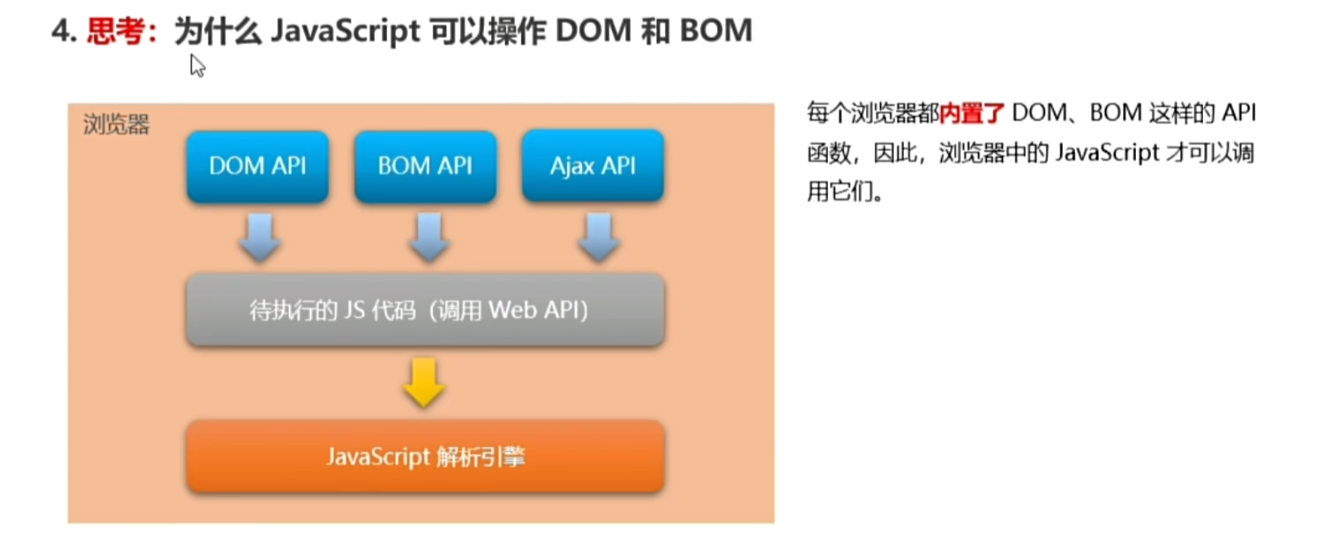 4. 思考：为什么 JavaScript 可以操作 DOM 和 BOM
浏览器
DOM API
BOM API
Ajax API
待执行的 JS 代码（调用 Web API）
JavaScript 解析引擎
每个浏览器都内置了 DOM、BOM 这样的 API
函数，因此，浏览器中的 JavaScript 才可以调
用它们。